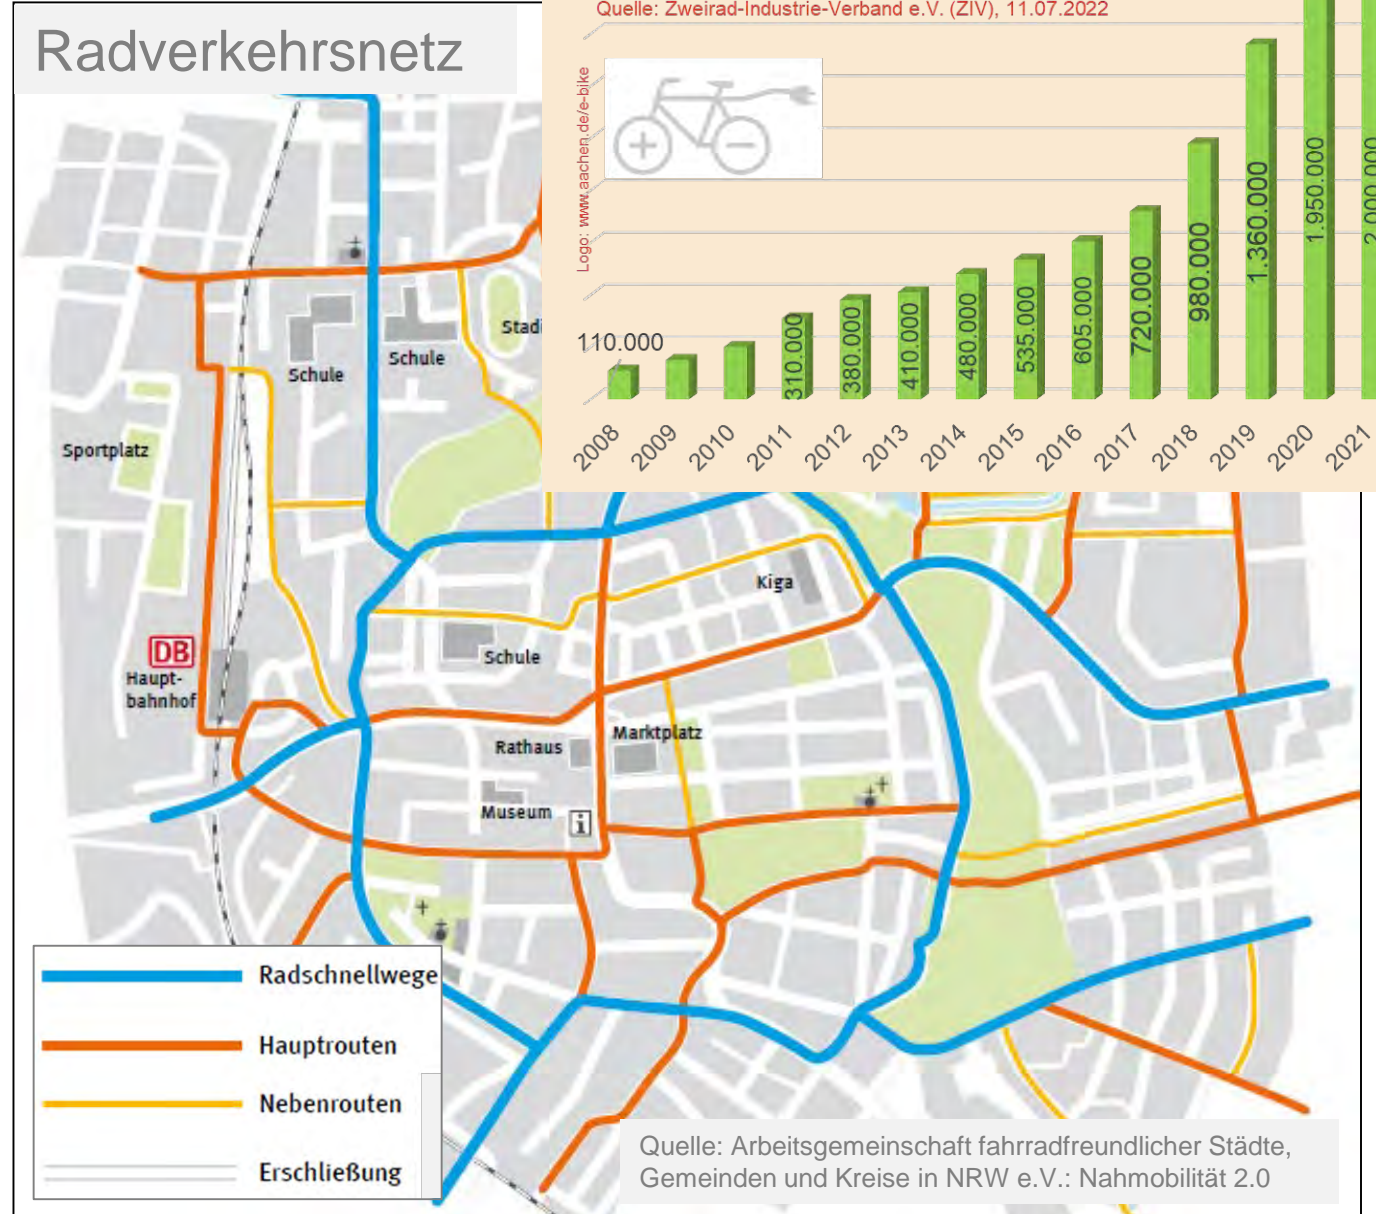 Radverkehrsnetz
Quelle: Zweirad-Industrie-Verband e.V. (ZIV), 11.07.2022
Logo: www.aachen.de/e-bike
110.000
310.000
380.000
410.000
480.000
535.000
605.000
720.000
980.000
1.360.000
1.950.000
2.000.000
2008
2009
2010
2011
2012
2013
2014
2015
2016
2017
2018
2019
2020
2021
Stadi
Schule
Schule
Sportplatz
Kiga
DB
Haupt-
bahnhof
Schule
Rathaus
Marktplatz
Museum
i
Radschnellwege
Hauptrouten
Nebenrouten
Erschließung
Quelle: Arbeitsgemeinschaft fahrradfreundlicher Städte,
Gemeinden und Kreise in NRW e.V.: Nahmobilität 2.0